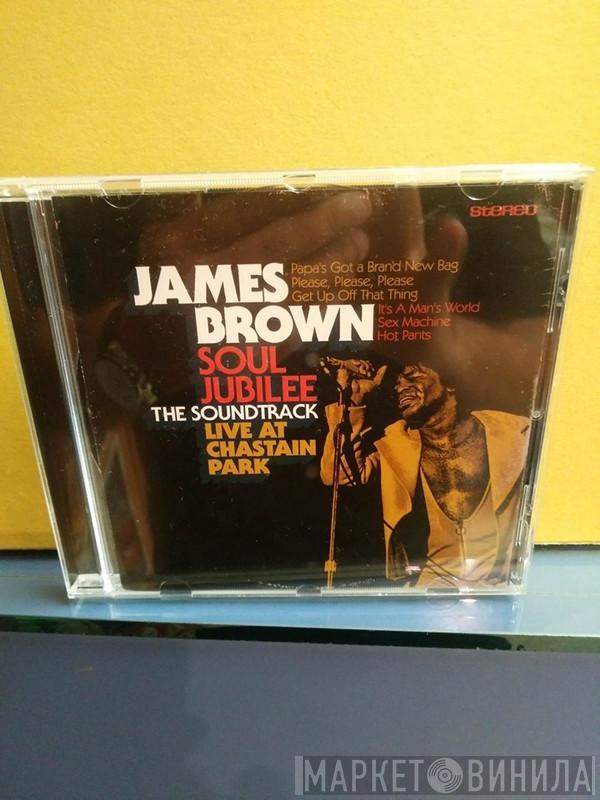 STEREO
JAMES
BROWN
SOUL
JUBILEE
THE SOUNDTRACK
LIVE AT
CHASTAIN
PARK
Papa's Got a Bran'd New Bag
Please, Please, Please
Get Up Off That Thing
It's A Man's World
Sex Machine
Hot Pants
МАРКЕТ ВИНИЛА